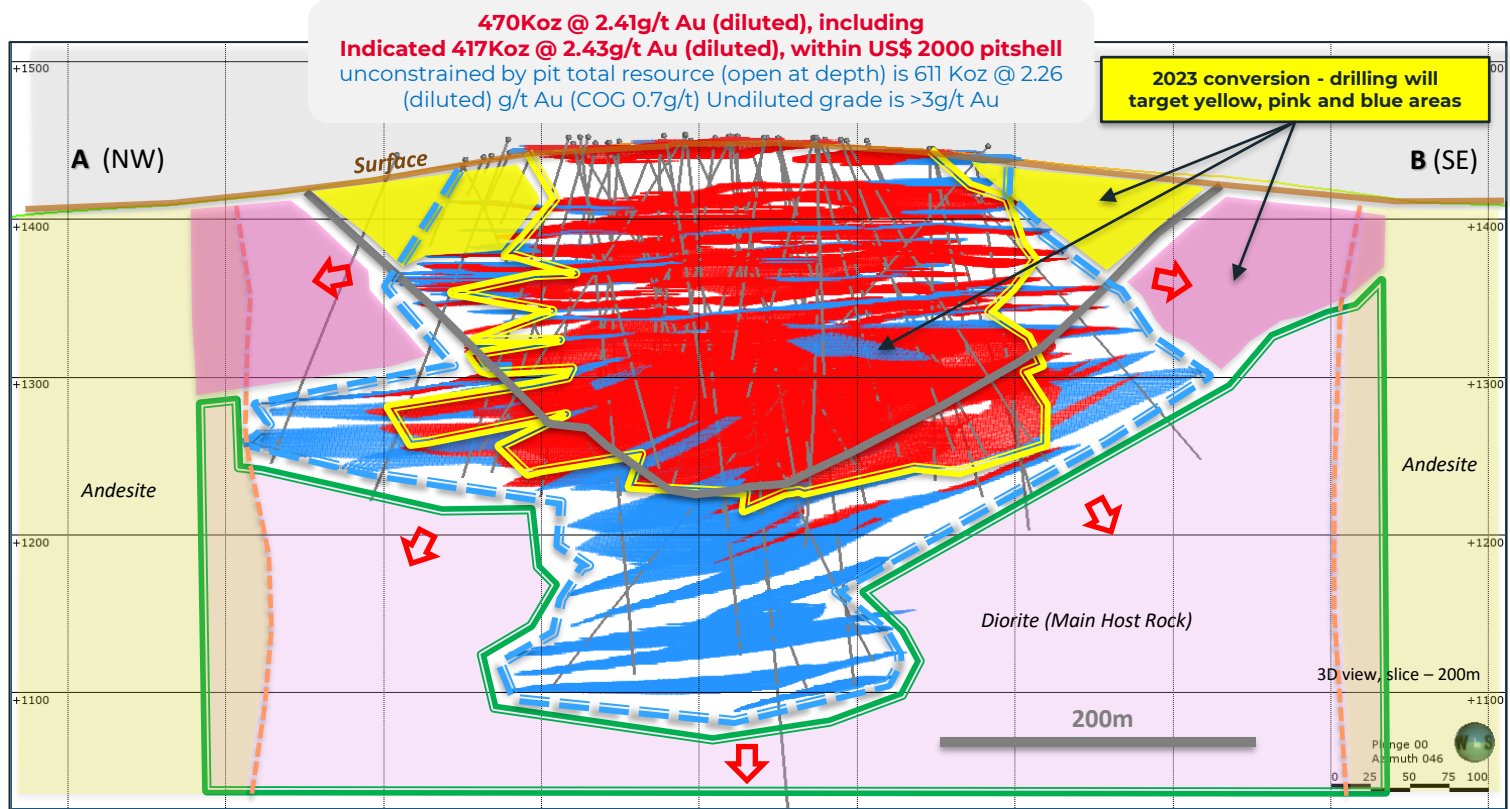 470Koz @ 2.41g/t Au (diluted), including
Indicated 417Koz @ 2.43g/t Au (diluted), within US$ 2000 pitshell
unconstrained by pit total resource (open at depth) is 611 Koz @ 2.26
(diluted) g/t Au (COG 0.7g/t) Undiluted grade is >3g/t Au
+1500
00
2023 conversion - drilling will
target yellow, pink and blue areas
A (NW)
Surface
B (SE)
+1400
+1400
+1300
+1300
Andesite
Andesite
+1200
+1200
Diorite (Main Host Rock)
3D view, slice – 200m
+1100
+1100
200m
Plunge 00
Azimuth 046
W S
0 25 50 75 100